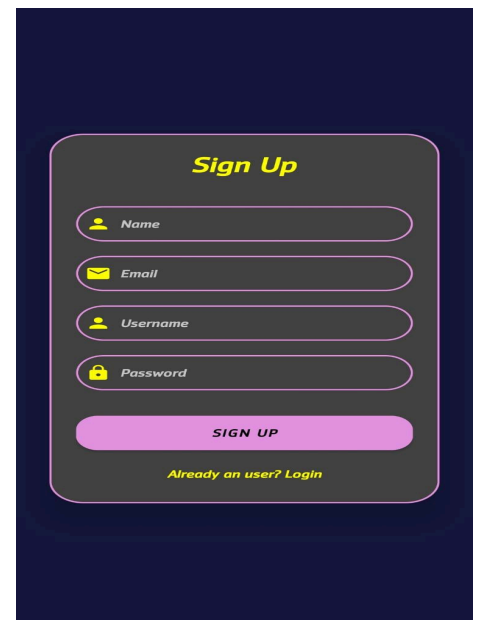 Sign Up
Name
Email
Username
Password
SIGN UP
Already an user? Login